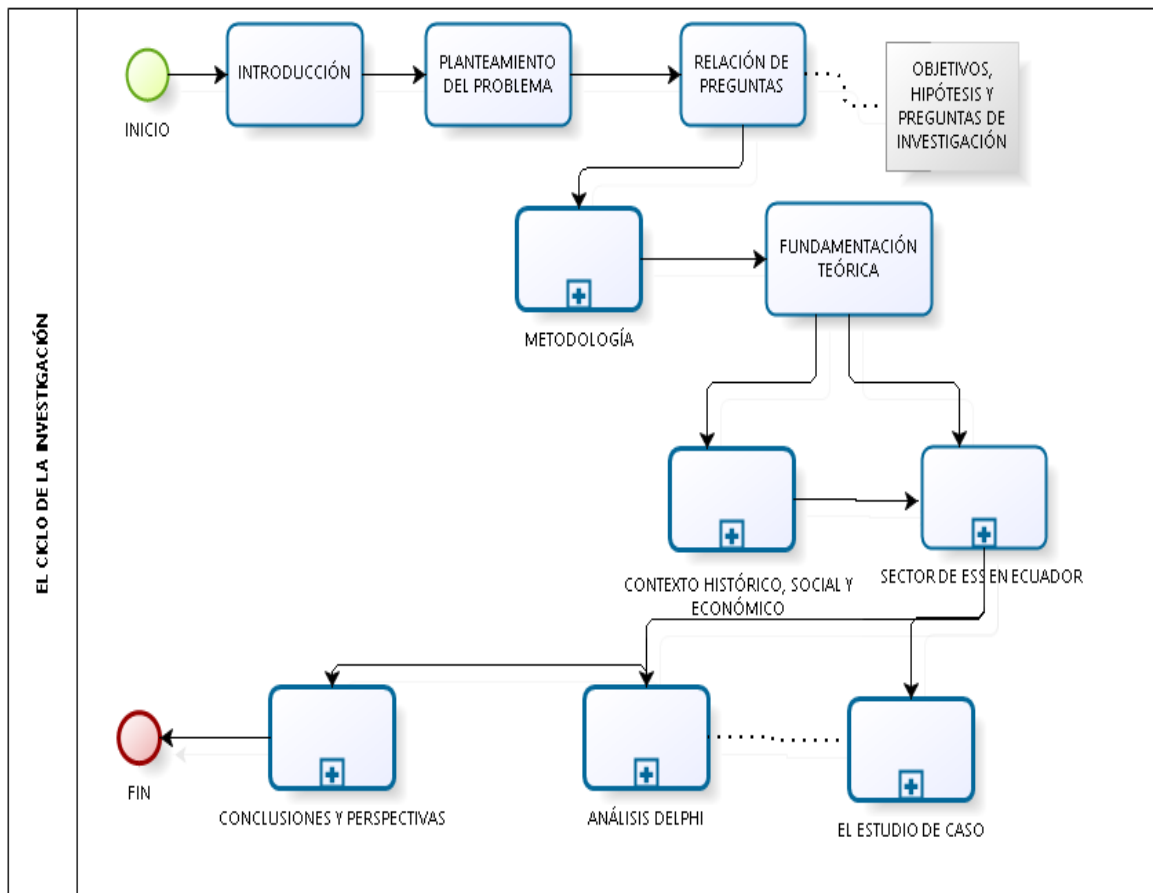 EL CICLO DE LA INVESTIGACIÓN
INICIO
INTRODUCCIÓN
PLANTEAMIENTO
DEL PROBLEMA
RELACIÓN DE
PREGUNTAS
OBJETIVOS,
HIPÓTESIS Y
PREGUNTAS DE
INVESTIGACIÓN
METODOLOGÍA
FUNDAMENTACIÓN
TEÓRICA
CONTEXTO HISTÓRICO, SOCIAL Y
ECONÓMICO
SECTOR DE ESS EN ECUADOR
FIN
CONCLUSIONES Y PERSPECTIVAS
ANÁLISIS DELPHI
EL ESTUDIO DE CASO